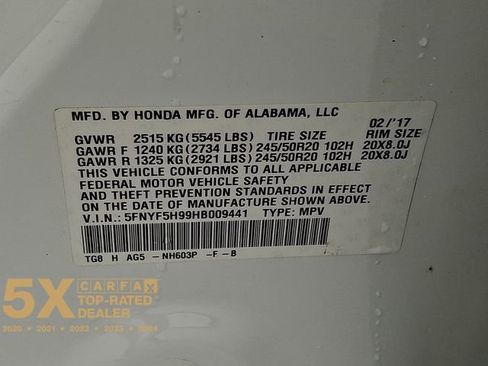 MFD. BY HONDA MFG. OF ALABAMA, LLC
02/'17
GVWR 2515 KG (5545 LBS) TIRE SIZE RIM SIZE
GAWR F 1240 KG (2734 LBS) 245/50R20 102H 20X8.0J
GAWR R 1325 KG (2921 LBS) 245/50R20 102H 20X8.0J
THIS VEHICLE CONFORMS TO ALL APPLICABLE
FEDERAL MOTOR VEHICLE SAFETY
AND THEFT PREVENTION STANDARDS IN EFFECT
ON THE DATE OF MANUFACTURE SHOWN ABOVE.
V.I.N.: 5FNYF5H99HB009441 TYPE: MPV
TG8 H AG5 -NH603P -F -B
5X CARFAX
TOP-RATED
DEALER
2020 • 2021 • 2022 • 2023 • 2024